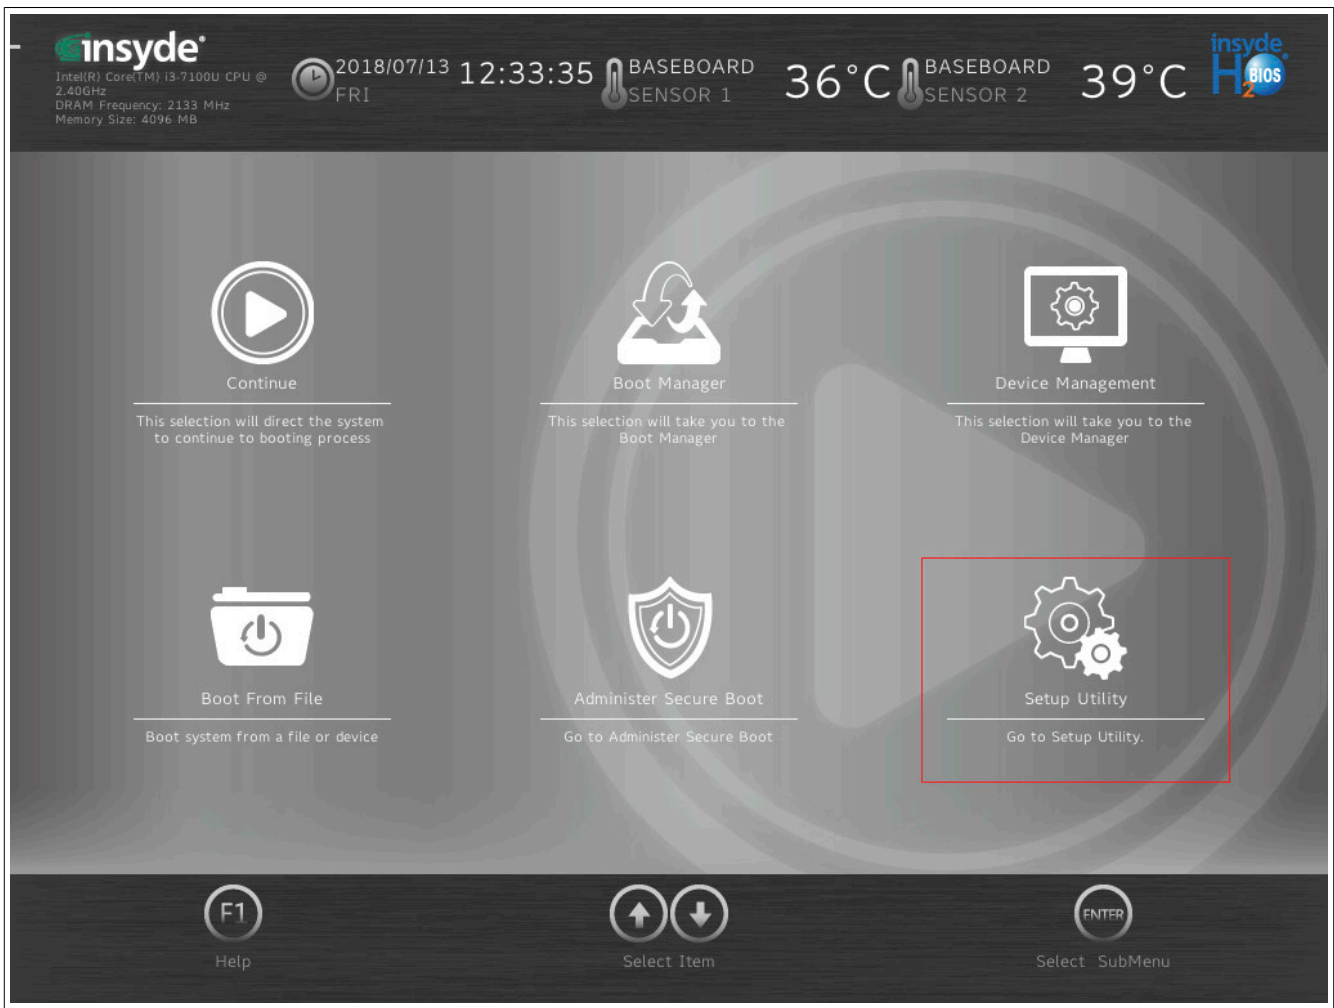 insyde®
Intel(R) Core(TM) i3-7100U CPU @
2.40GHz
DRAM Frequency: 2133 MHz
Memory Size: 4096 MB
2018/07/13
FRI
12:33:35
BASEBOARD
SENSOR 1
36°C
BASEBOARD
SENSOR 2
39°C
insyde®
H2BIOS
Continue
This selection will direct the system
to continue to booting process
Boot Manager
This selection will take you to the
Boot Manager
Device Management
This selection will take you to the
Device Manager
Boot From File
Boot system from a file or device
Administer Secure Boot
Go to Administer Secure Boot
Setup Utility
Go to Setup Utility.
F1
Help
Select Item
ENTER
Select SubMenu